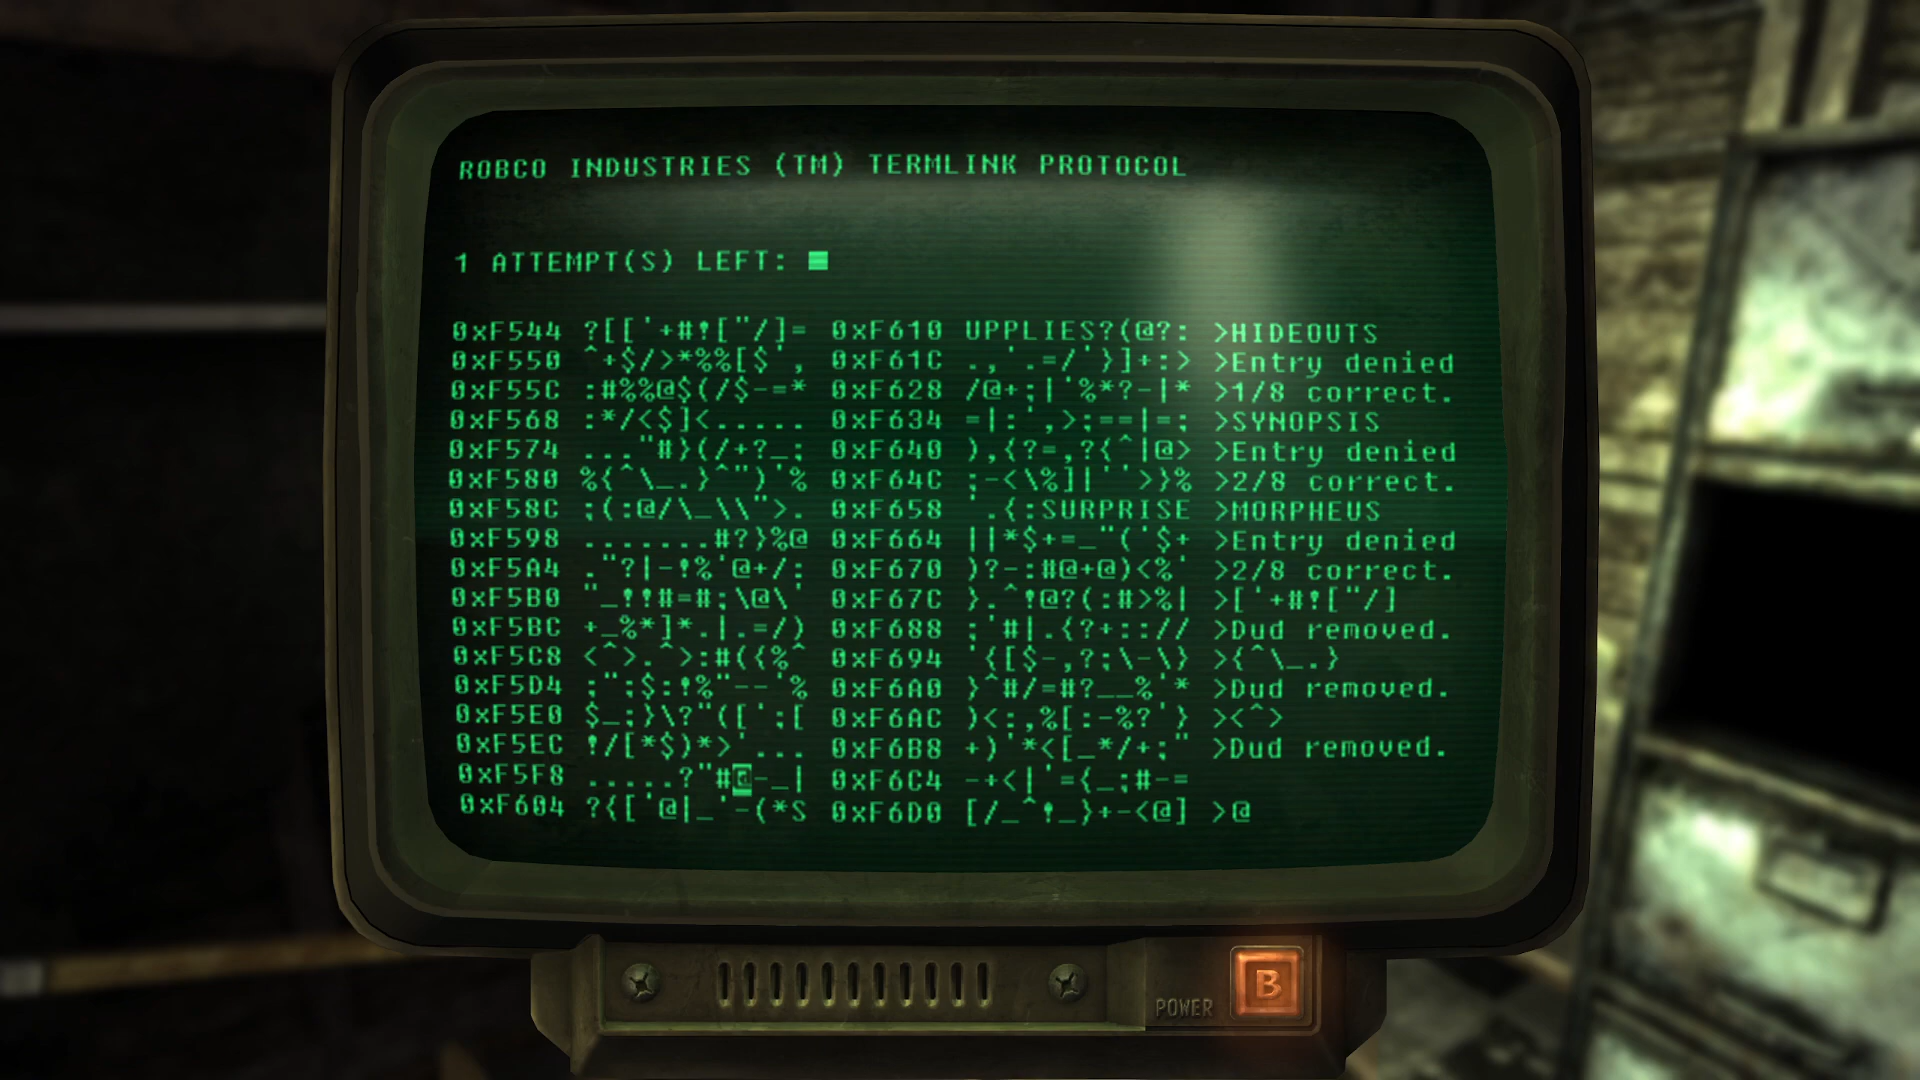 ROBCO INDUSTRIES (TM) TERMLINK PROTOCOL
1 ATTEMPT(S) LEFT: ■
0xF544 ?[['+#!["/]= 0xF610 UPPLIES?(@?: >HIDEOUTS
0xF550 ^+$/>*%%[$', 0xF61C .,'.=/'}]+:> >Entry denied
0xF55C :#%%@$(/$-=* 0xF628 /@+;|'%*?-|* >1/8 correct.
0xF568 :*/<$]<..... 0xF634 =|:',>;==|=; >SYNOPSIS
0xF574 ..."#}(/+?_; 0xF640 ),{?=,?{^|@> >Entry denied
0xF580 %{^\_.}^")'% 0xF64C ;-<\%]|''>}% >2/8 correct.
0xF58C ;(:@/\_\\">. 0xF658 '.{:SURPRISE >MORPHEUS
0xF598 .......#?}%@ 0xF664 ||*$+=_"('$+ >Entry denied
0xF5A4 ."?|-!%'@+/: 0xF670 )?-:#@+@)<%' >2/8 correct.
0xF5B0 "_!!#=#;\@\' 0xF67C }.^!@?(:#>%| >['+#!["/]
0xF5BC +_%*]*.|.=/) 0xF688 ;'#|.{?+::// >Dud removed.
0xF5C8 <^>.^>:#({%^ 0xF694 '{[$-,?;\-\} >{^\_.}
0xF5D4 ;";$:!%"--'% 0xF6A0 }^#/=#?__%'* >Dud removed.
0xF5E0 $_;}\?"([';[ 0xF6AC )<:,%[:-%?'} ><^>
0xF5EC !/[*$)*>'... 0xF6B8 +)'*<[_*/+;" >Dud removed.
0xF5F8 .....?"#@-_| 0xF6C4 -+<|'={_;#-=
0xF604 ?{['@|_'-(*S 0xF6D0 [/_^!_}+-<@] >@
POWER B